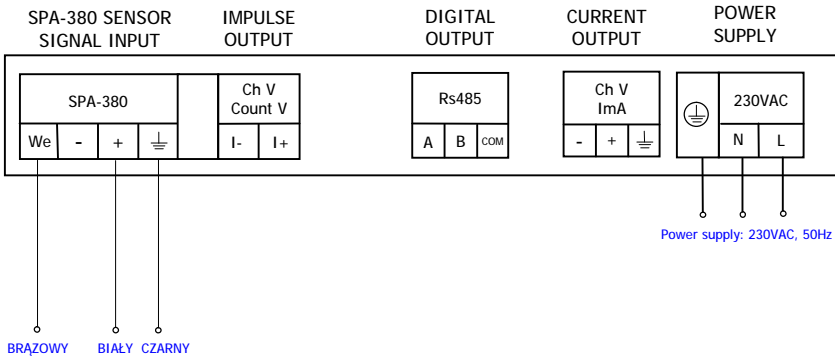 SPA-380 SENSOR
SIGNAL INPUT
IMPULSE
OUTPUT
DIGITAL
OUTPUT
CURRENT
OUTPUT
POWER
SUPPLY
SPA-380
Ch V
Count V
Rs485
Ch V
ImA
230VAC
We - +
I- I+
A B COM
- +
N L
Power supply: 230VAC, 50Hz
BRĄZOWY BIAŁY CZARNY